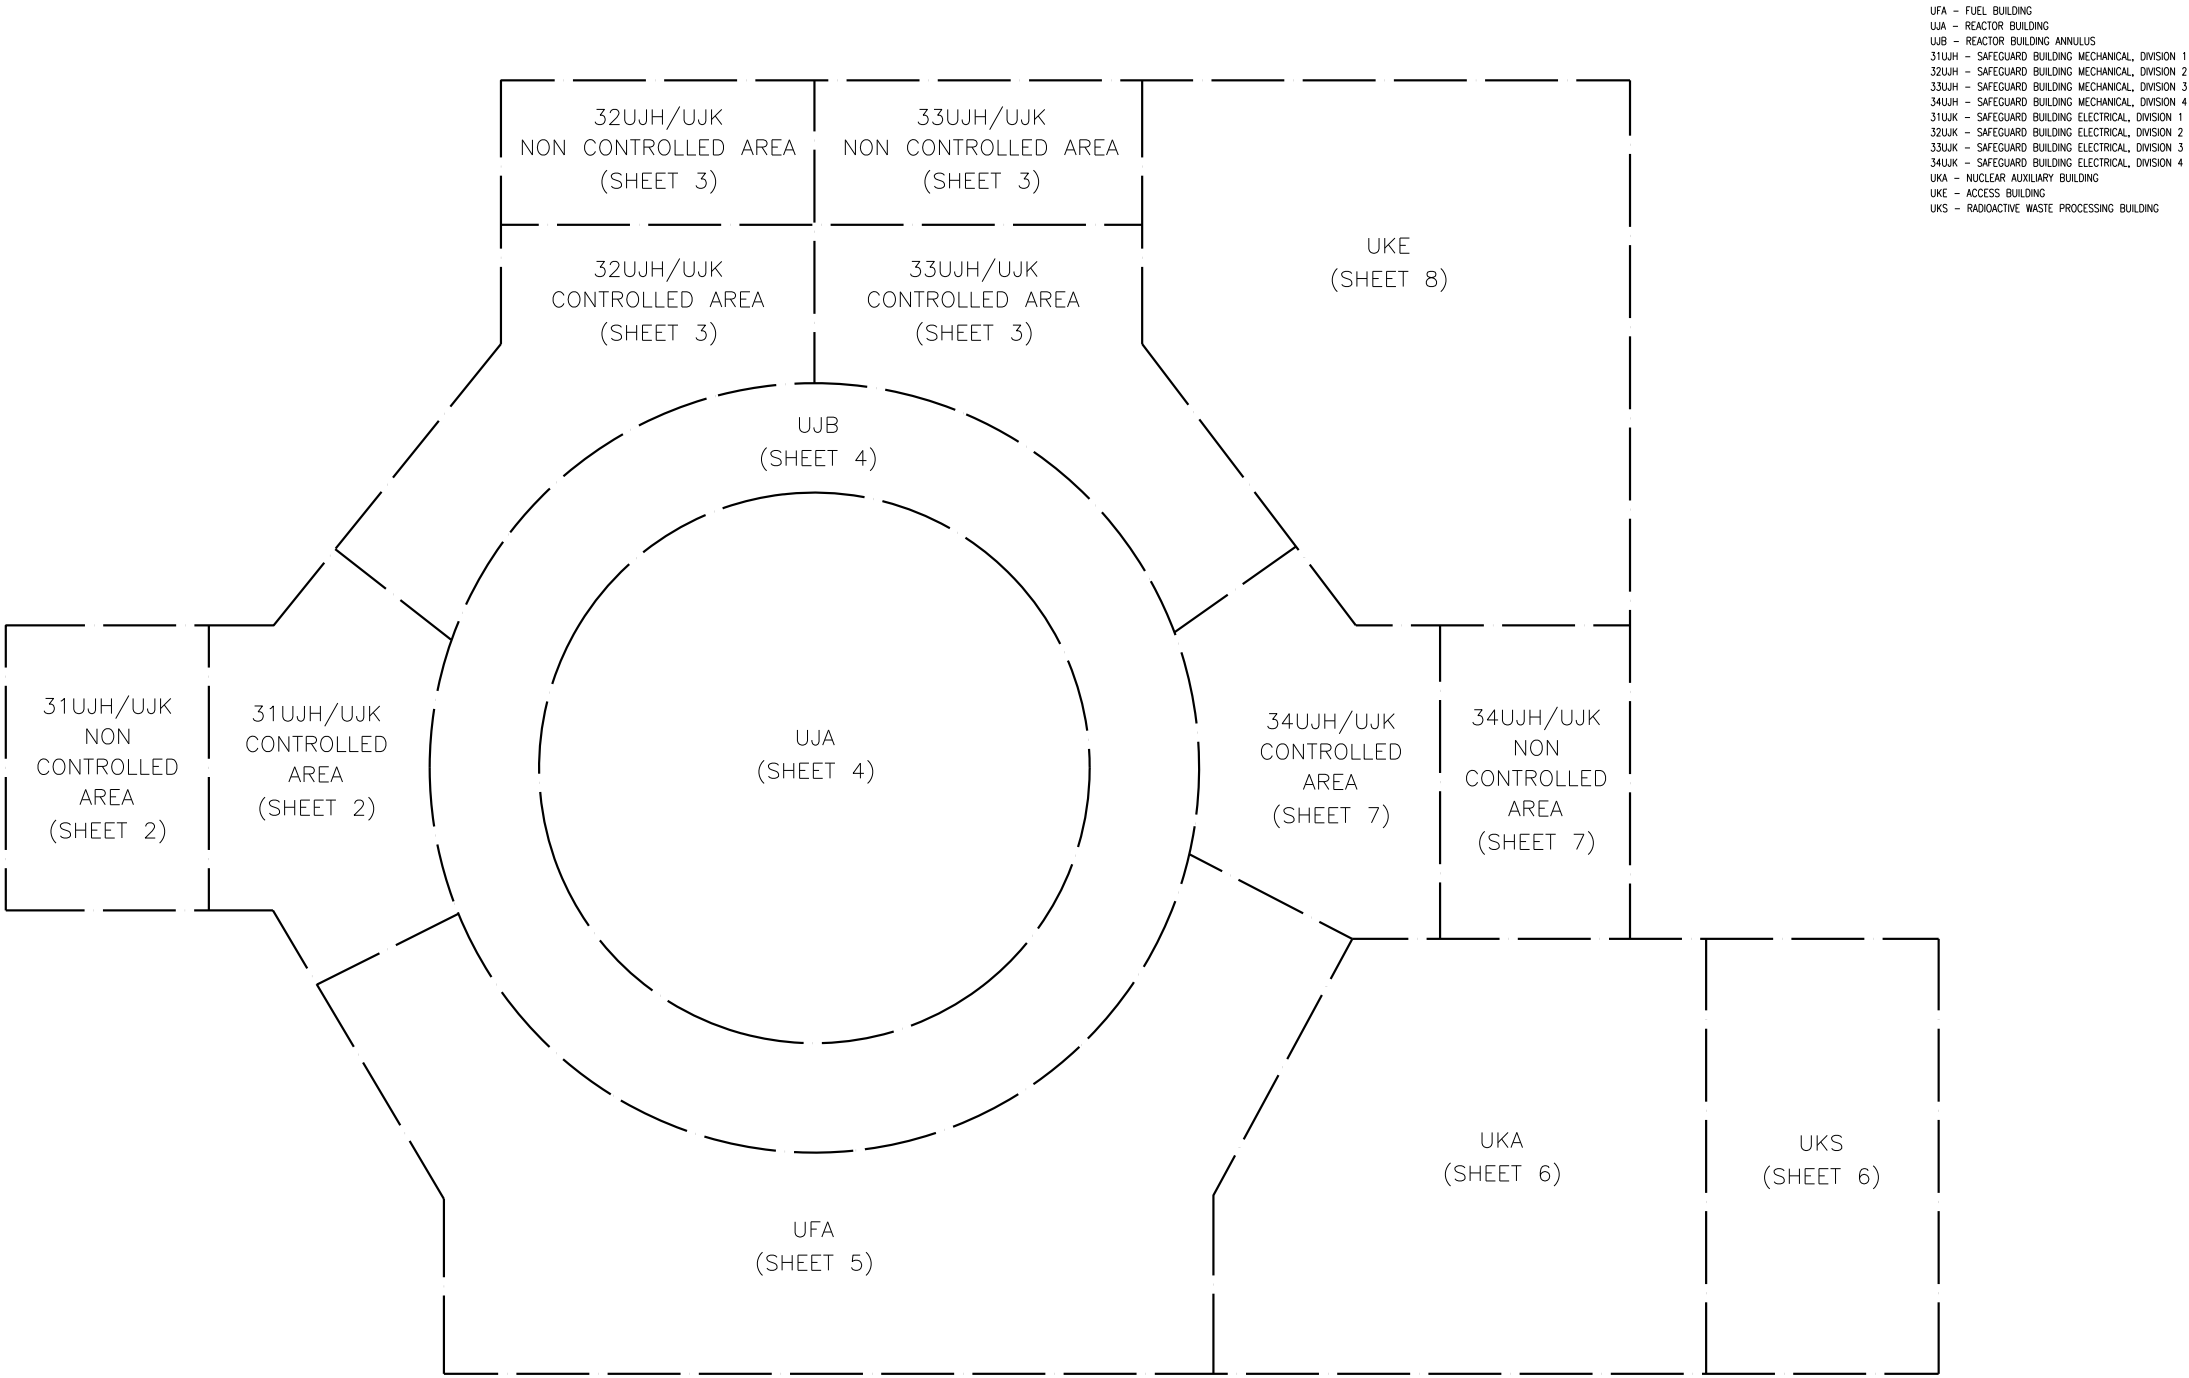 UFA – FUEL BUILDING
UJA – REACTOR BUILDING
UJB – REACTOR BUILDING ANNULUS
31UJH – SAFEGUARD BUILDING MECHANICAL, DIVISION 1
32UJH – SAFEGUARD BUILDING MECHANICAL, DIVISION 2
33UJH – SAFEGUARD BUILDING MECHANICAL, DIVISION 3
34UJH – SAFEGUARD BUILDING MECHANICAL, DIVISION 4
31UJK – SAFEGUARD BUILDING ELECTRICAL, DIVISION 1
32UJK – SAFEGUARD BUILDING ELECTRICAL, DIVISION 2
33UJK – SAFEGUARD BUILDING ELECTRICAL, DIVISION 3
34UJK – SAFEGUARD BUILDING ELECTRICAL, DIVISION 4
UKA – NUCLEAR AUXILIARY BUILDING
UKE – ACCESS BUILDING
UKS – RADIOACTIVE WASTE PROCESSING BUILDING
32UJH/UJK
NON CONTROLLED AREA
(SHEET 3)
33UJH/UJK
NON CONTROLLED AREA
(SHEET 3)
UKE
(SHEET 8)
32UJH/UJK
CONTROLLED AREA
(SHEET 3)
33UJH/UJK
CONTROLLED AREA
(SHEET 3)
UJB
(SHEET 4)
31UJH/UJK
NON
CONTROLLED
AREA
(SHEET 2)
31UJH/UJK
CONTROLLED
AREA
(SHEET 2)
UJA
(SHEET 4)
34UJH/UJK
CONTROLLED
AREA
(SHEET 7)
34UJH/UJK
NON
CONTROLLED
AREA
(SHEET 7)
UKA
(SHEET 6)
UKS
(SHEET 6)
UFA
(SHEET 5)